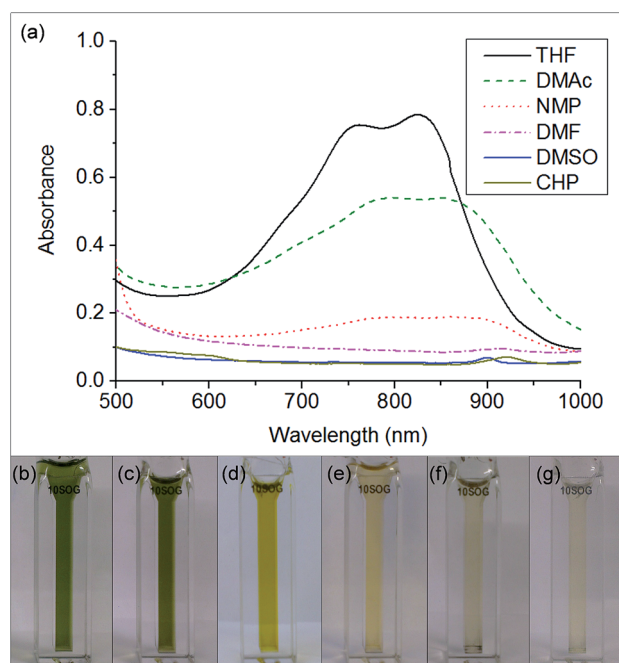 (a)
1.0
0.8
0.6
0.4
0.2
0.0
Absorbance
THF
DMAc
NMP
DMF
DMSO
CHP
500 600 700 800 900 1000
Wavelength (nm)
(b) (c) (d) (e) (f) (g)
10SOG 10SOG 10SOG 10SOG 10SOG 10SOG